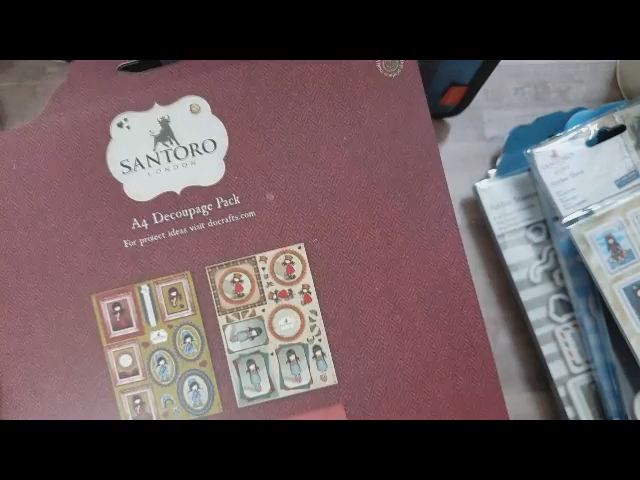 SANTORO
LONDON
A4 Decoupage Pack
For project ideas visit docrafts.com